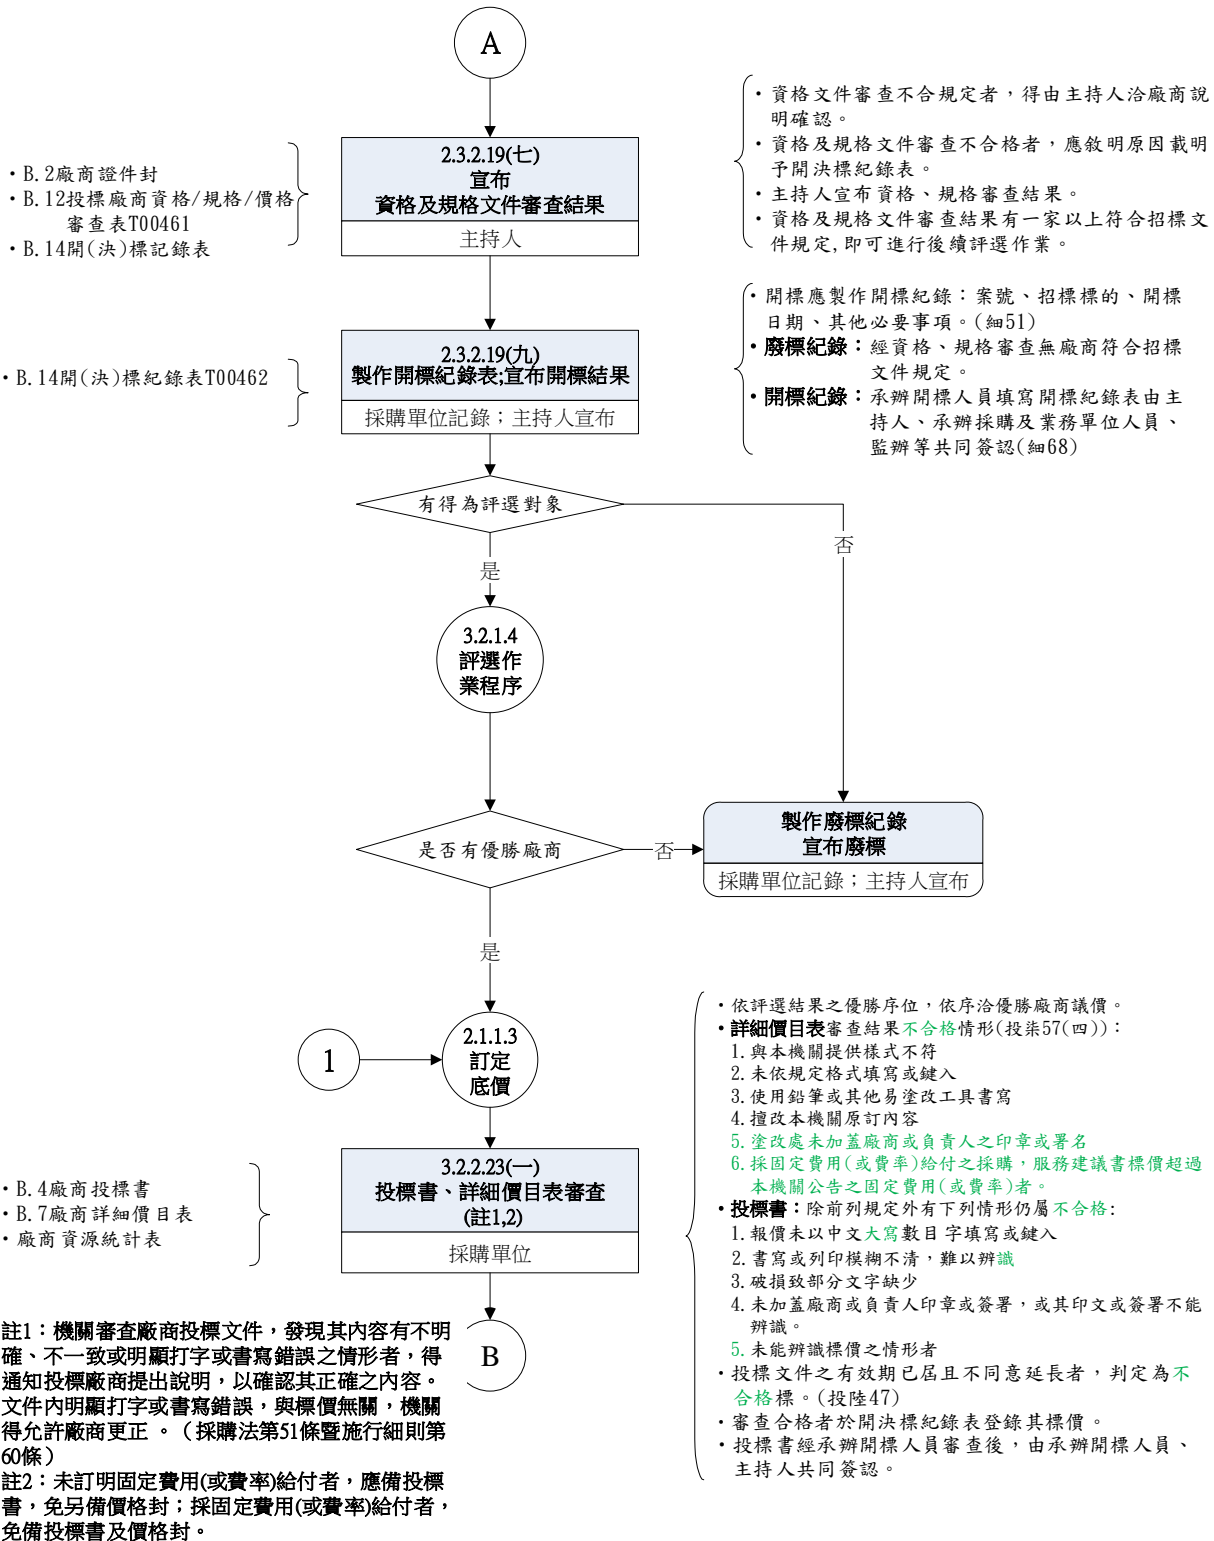 A
・B.2廠商證件封
・B.12投標廠商資格/規格/價格
審查表T00461
・B.14開(決)標記錄表
2.3.2.19(七)
宣布
資格及規格文件審查結果
主持人
・資格文件審查不合規定者，得由主持人洽廠商說
明確認。
・資格及規格文件審查不合格者，應敘明原因載明
予開決標紀錄表。
・主持人宣布資格、規格審查結果。
・資格及規格文件審查結果有一家以上符合招標文
件規定,即可進行後續評選作業。
・B.14開(決)標紀錄表T00462
2.3.2.19(九)
製作開標紀錄表;宣布開標結果
採購單位記錄；主持人宣布
・開標應製作開標紀錄：案號、招標標的、開標
日期、其他必要事項。(細51)
・廢標紀錄：經資格、規格審查無廠商符合招標
文件規定。
・開標紀錄：承辦開標人員填寫開標紀錄表由主
持人、承辦採購及業務單位人員、
監辦等共同簽認(細68)
有得為評選對象
否
是
3.2.1.4
評選作
業程序
是否有優勝廠商
否
製作廢標紀錄
宣布廢標
採購單位記錄；主持人宣布
是
1
2.1.1.3
訂定
底價
・B.4廠商投標書
・B.7廠商詳細價目表
・廠商資源統計表
3.2.2.23(一)
投標書、詳細價目表審查
(註1,2)
採購單位
B
・依評選結果之優勝序位，依序洽優勝廠商議價。
・詳細價目表審查結果不合格情形(投柒57(四))：
1.與本機關提供樣式不符
2.未依規定格式填寫或鍵入
3.使用鉛筆或其他易塗改工具書寫
4.擅改本機關原訂內容
5.塗改處未加蓋廠商或負責人之印章或署名
6.採固定費用(或費率)給付之採購，服務建議書標價超過
本機關公告之固定費用(或費率)者。
・投標書：除前列規定外有下列情形仍屬不合格:
1.報價未以中文大寫數目字填寫或鍵入
2.書寫或列印模糊不清，難以辨識
3.破損致部分文字缺少
4.未加蓋廠商或負責人印章或簽署，或其印文或簽署不能
辨識。
5.未能辨識標價之情形者
・投標文件之有效期已屆且不同意延長者，判定為不
合格標。(投陸47)
・審查合格者於開決標紀錄表登錄其標價。
・投標書經承辦開標人員審查後，由承辦開標人員、
主持人共同簽認。
註1：機關審查廠商投標文件，發現其內容有不明
確、不一致或明顯打字或書寫錯誤之情形者，得
通知投標廠商提出說明，以確認其正確之內容。
文件內明顯打字或書寫錯誤，與標價無關，機關
得允許廠商更正 。（採購法第51條暨施行細則第
60條）
註2：未訂明固定費用(或費率)給付者，應備投標
書，免另備價格封；採固定費用(或費率)給付者，
免備投標書及價格封。